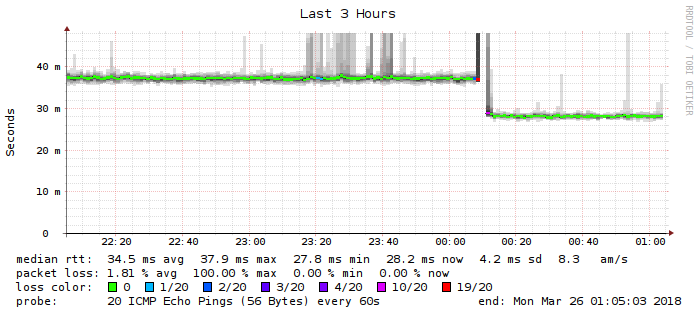 Last 3 Hours
RRDTOOL / TOBI OETIKER
Seconds
40 m
30 m
20 m
10 m
0
22:20 22:40 23:00 23:20 23:40 00:00 00:20 00:40 01:00
median rtt: 34.5 ms avg 37.9 ms max 27.8 ms min 28.2 ms now 4.2 ms sd 8.3 am/s
packet loss: 1.81 % avg 100.00 % max 0.00 % min 0.00 % now
loss color: 0 1/20 2/20 3/20 4/20 10/20 19/20
probe: 20 ICMP Echo Pings (56 Bytes) every 60s end: Mon Mar 26 01:05:03 2018